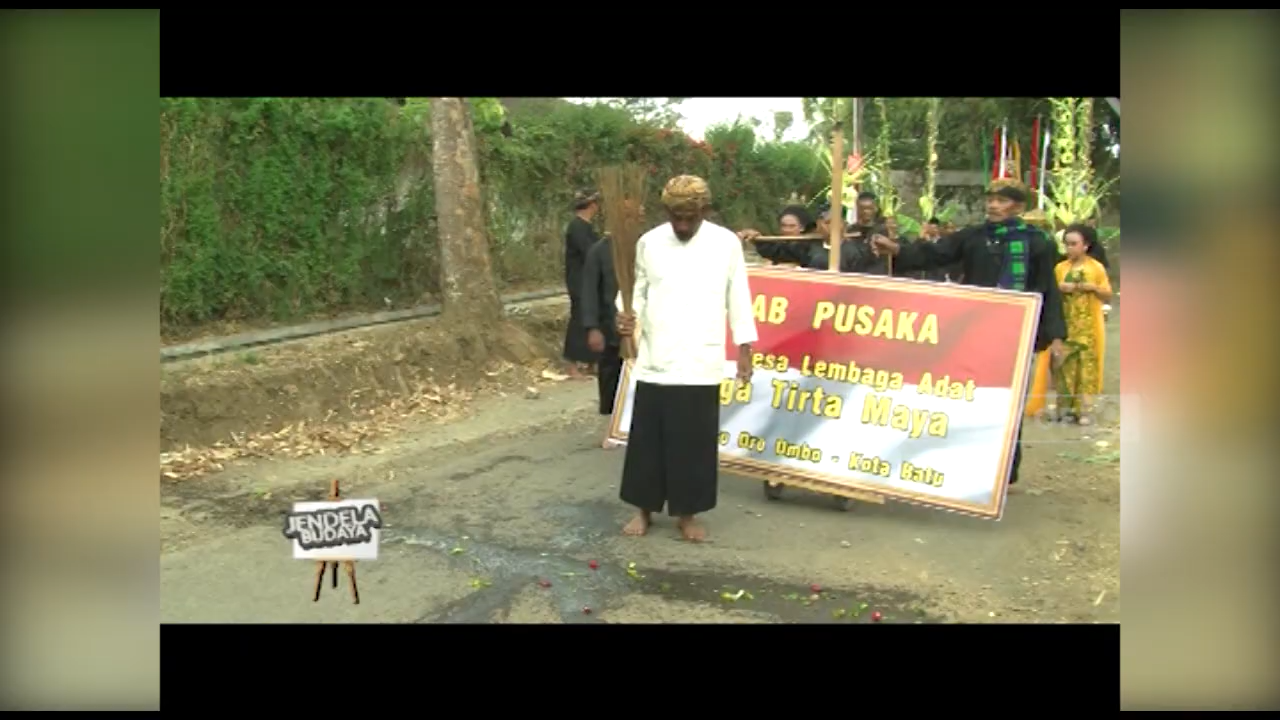 AB PUSAKA
esa Lembaga Adat
ga Tirta Maya
o Oro Ombo - Kota Batu
JENDELA
BUDAYA